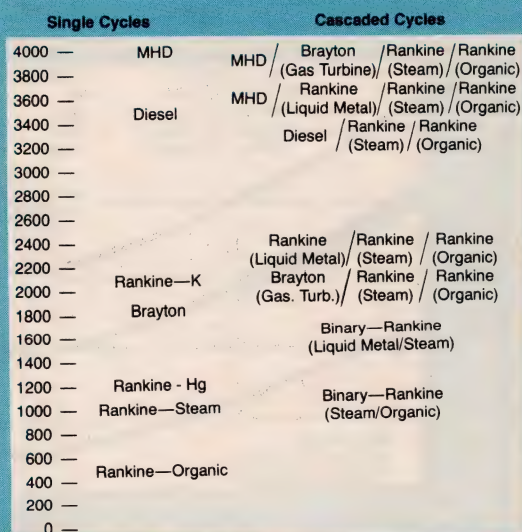 Single Cycles Cascaded Cycles
4000 — MHD MHD / Brayton / Rankine / Rankine
(Gas Turbine) / (Steam) / (Organic)
3800 —
3600 — MHD / Rankine / Rankine / Rankine
(Liquid Metal) / (Steam) / (Organic)
Diesel
3400 —
Diesel / Rankine / Rankine
(Steam) / (Organic)
3200 —
3000 —
2800 —
2600 —
2400 — Rankine / Rankine / Rankine
(Liquid Metal) / (Steam) / (Organic)
2200 —
Rankine—K Brayton / Rankine / Rankine
2000 — (Gas. Turb.) / (Steam) / (Organic)
1800 — Brayton
Binary—Rankine
1600 — (Liquid Metal/Steam)
1400 —
1200 — Rankine - Hg
Binary—Rankine
1000 — Rankine—Steam (Steam/Organic)
800 —
600 —
Rankine—Organic
400 —
200 —
0 —